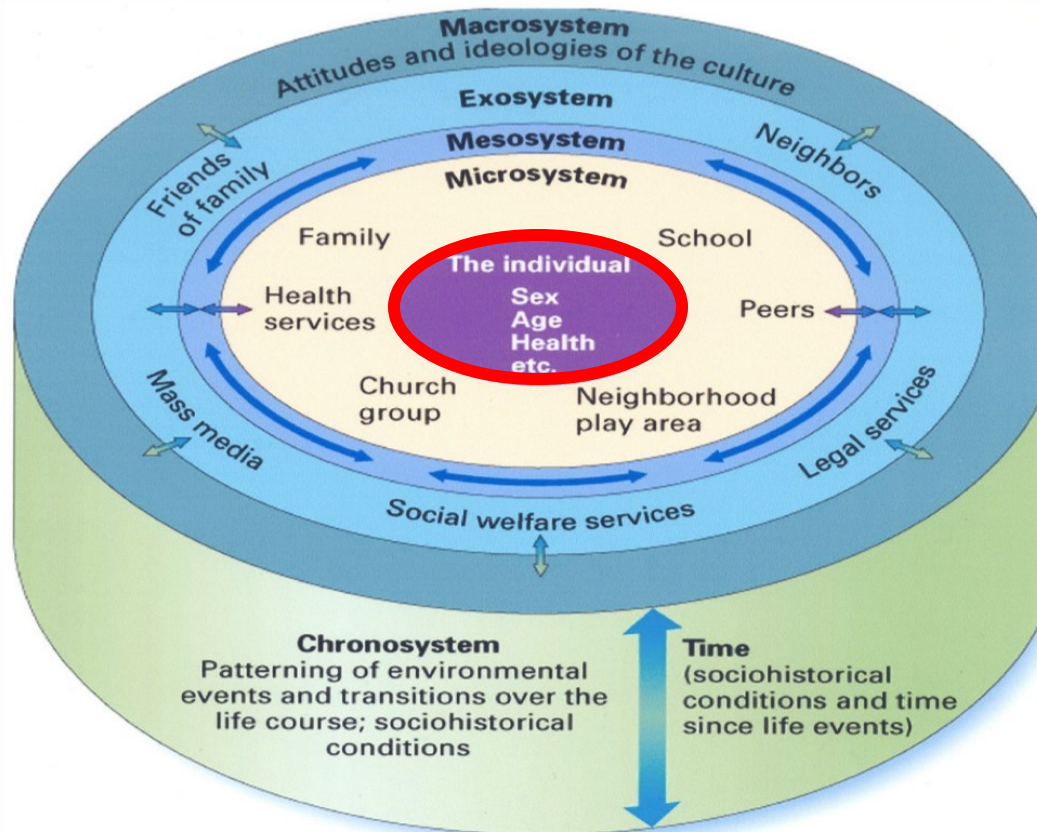 Macrosystem
Attitudes and ideologies of the culture
Exosystem
Mesosystem
Microsystem
Friends
of family
Neighbors
Family
School
The individual
Sex
Age
Health
etc.
Health
services
Peers
Church
group
Neighborhood
play area
Mass media
Legal services
Social welfare services
Chronosystem
Patterning of environmental
events and transitions over the
life course; sociohistorical
conditions
Time
(sociohistorical
conditions and time
since life events)